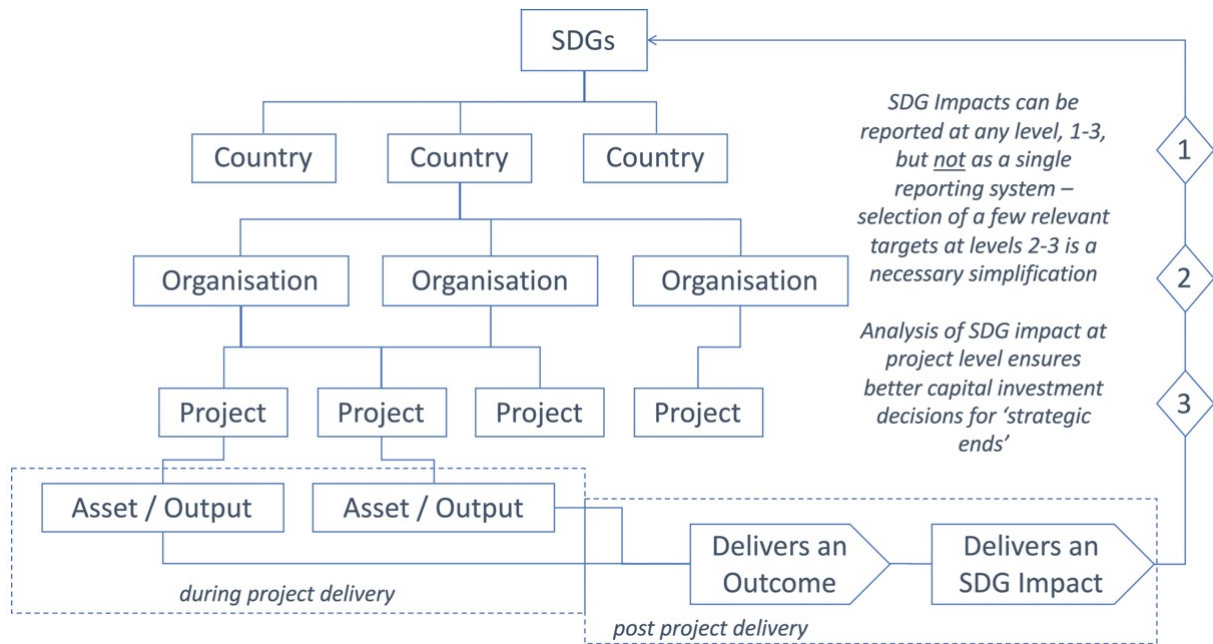 SDGs
Country
Country
Country
Organisation
Organisation
Organisation
Project
Project
Project
Project
Asset / Output
Asset / Output
during project delivery
Delivers an
Outcome
Delivers an
SDG Impact
post project delivery
SDG Impacts can be
reported at any level, 1-3,
but not as a single
reporting system –
selection of a few relevant
targets at levels 2-3 is a
necessary simplification
Analysis of SDG impact at
project level ensures
better capital investment
decisions for ‘strategic
ends’
1
2
3